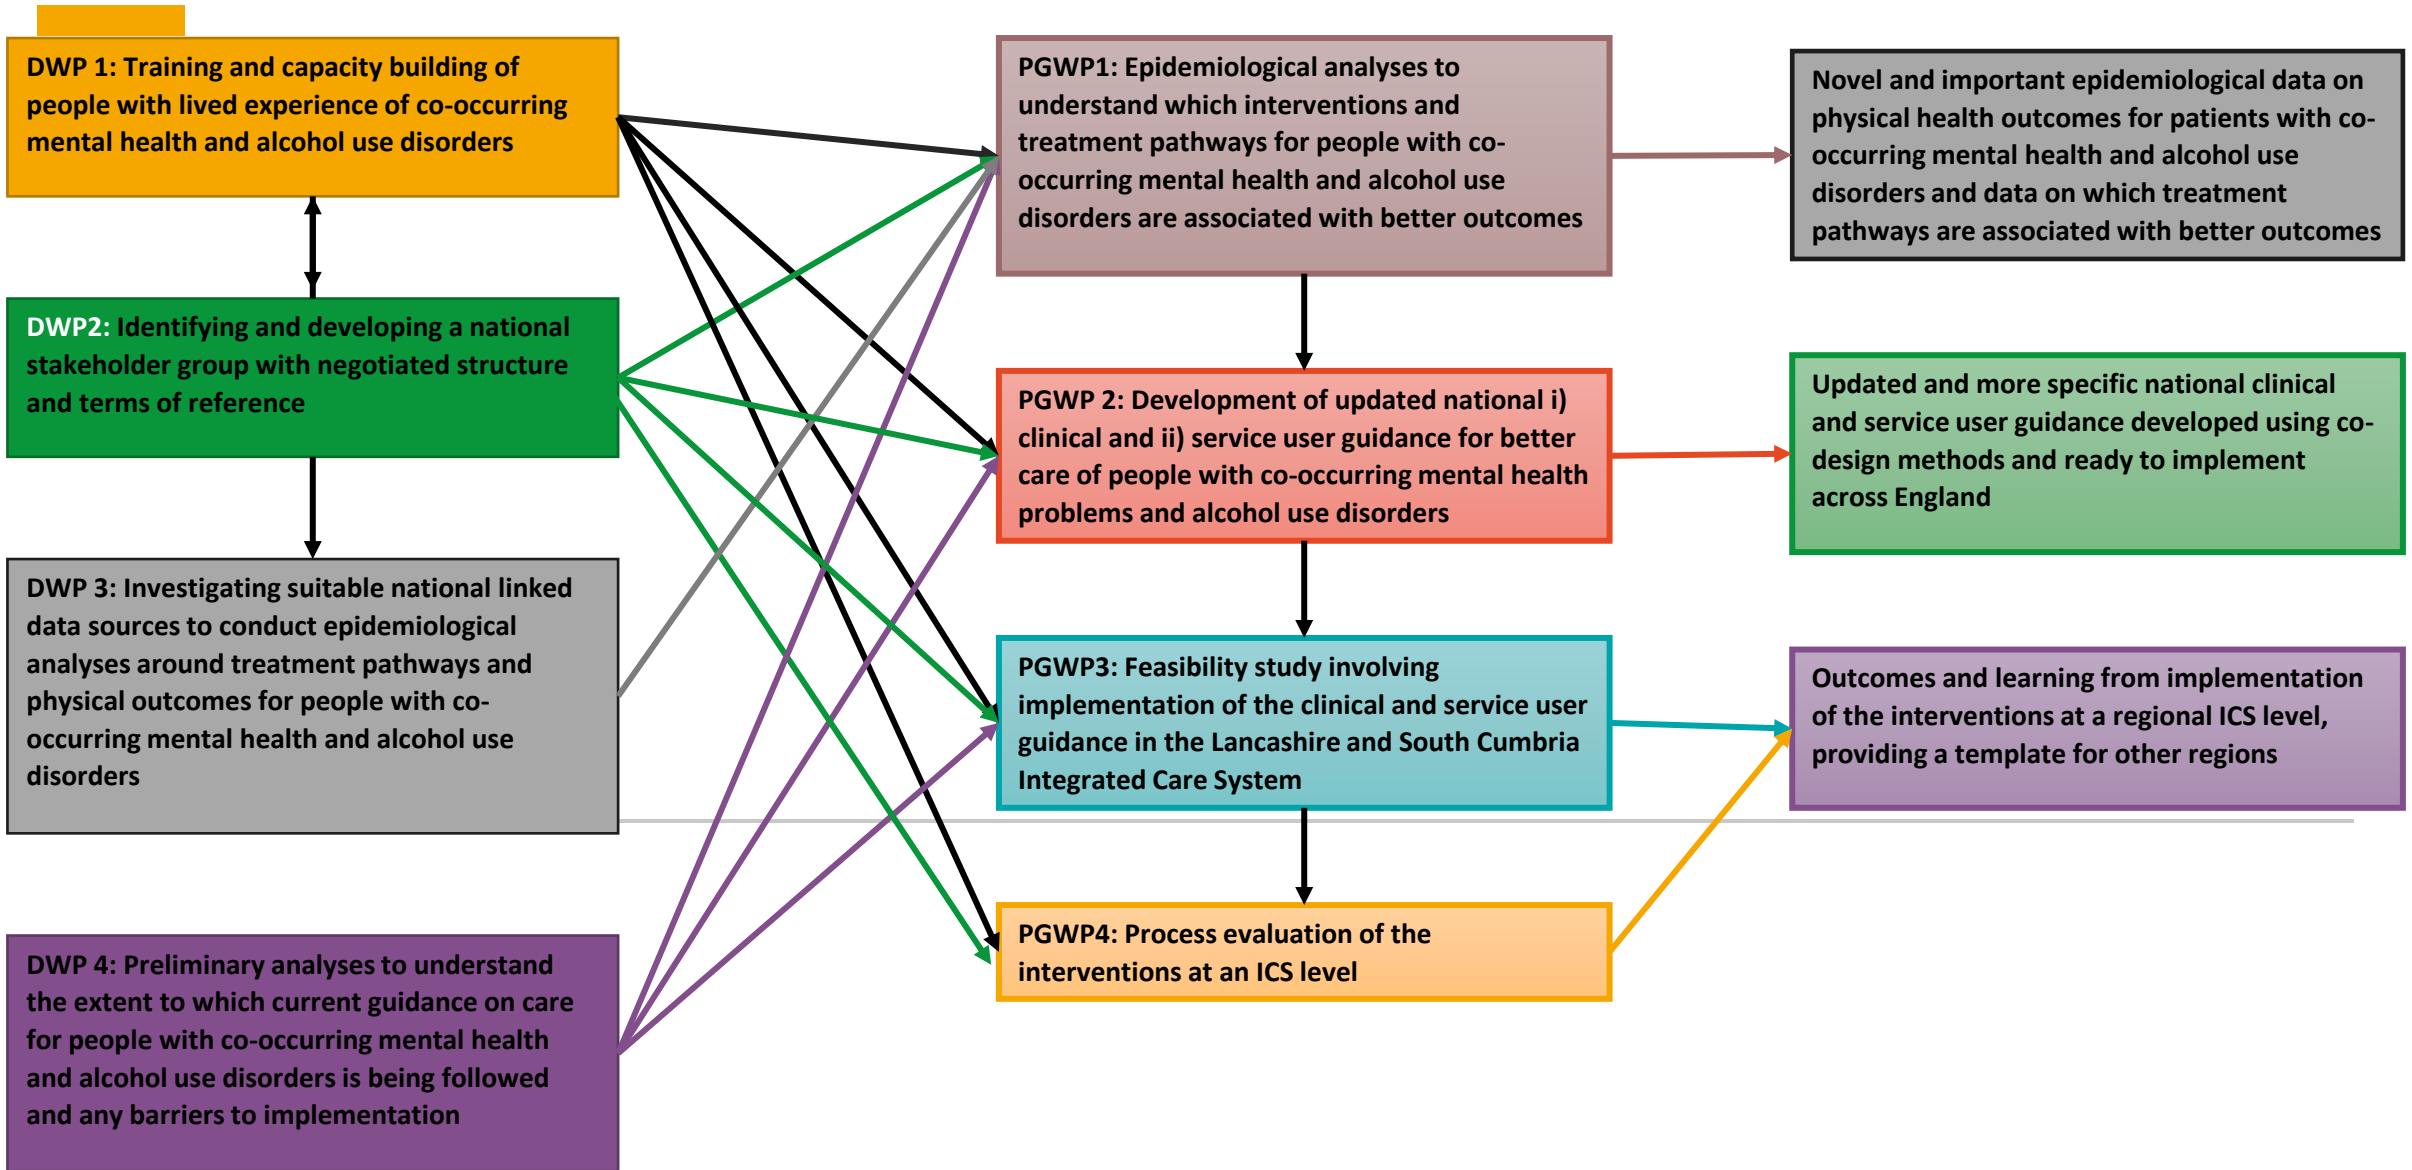 DWP 1: Training and capacity building of
people with lived experience of co-occurring
mental health and alcohol use disorders
DWP2: Identifying and developing a national
stakeholder group with negotiated structure
and terms of reference
DWP 3: Investigating suitable national linked
data sources to conduct epidemiological
analyses around treatment pathways and
physical outcomes for people with co-
occurring mental health and alcohol use
disorders
DWP 4: Preliminary analyses to understand
the extent to which current guidance on care
for people with co-occurring mental health
and alcohol use disorders is being followed
and any barriers to implementation
PGWP1: Epidemiological analyses to
understand which interventions and
treatment pathways for people with co-
occurring mental health and alcohol use
disorders are associated with better outcomes
PGWP 2: Development of updated national i)
clinical and ii) service user guidance for better
care of people with co-occurring mental health
problems and alcohol use disorders
PGWP3: Feasibility study involving
implementation of the clinical and service user
guidance in the Lancashire and South Cumbria
Integrated Care System
PGWP4: Process evaluation of the
interventions at an ICS level
Novel and important epidemiological data on
physical health outcomes for patients with co-
occurring mental health and alcohol use
disorders and data on which treatment
pathways are associated with better outcomes
Updated and more specific national clinical
and service user guidance developed using co-
design methods and ready to implement
across England
Outcomes and learning from implementation
of the interventions at a regional ICS level,
providing a template for other regions